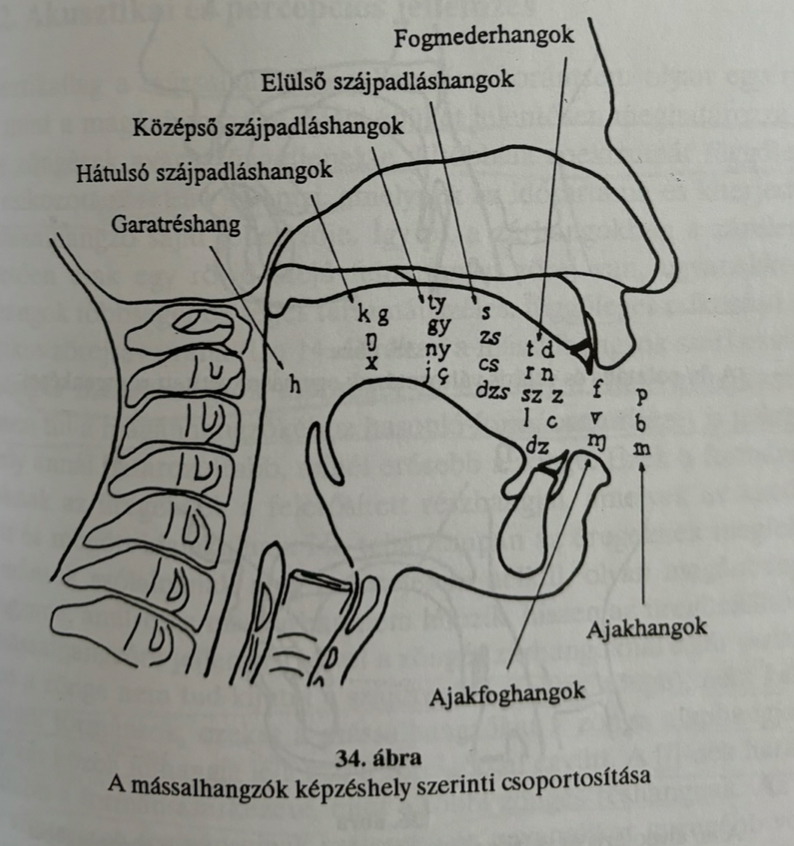 Fogmederhangok
Elülső szájpadláshangok
Középső szájpadláshangok
Hátulsó szájpadláshangok
Garatréshang
k g
ŋ
x
ty
gy
ny
j ç
s
zs
cs
dzs
t d
r n
sz z
l c
dz
f
v
ɱ
p
b
m
h
Ajakhangok
Ajakfoghangok
34. ábra
A mássalhangzók képzéshely szerinti csoportosítása